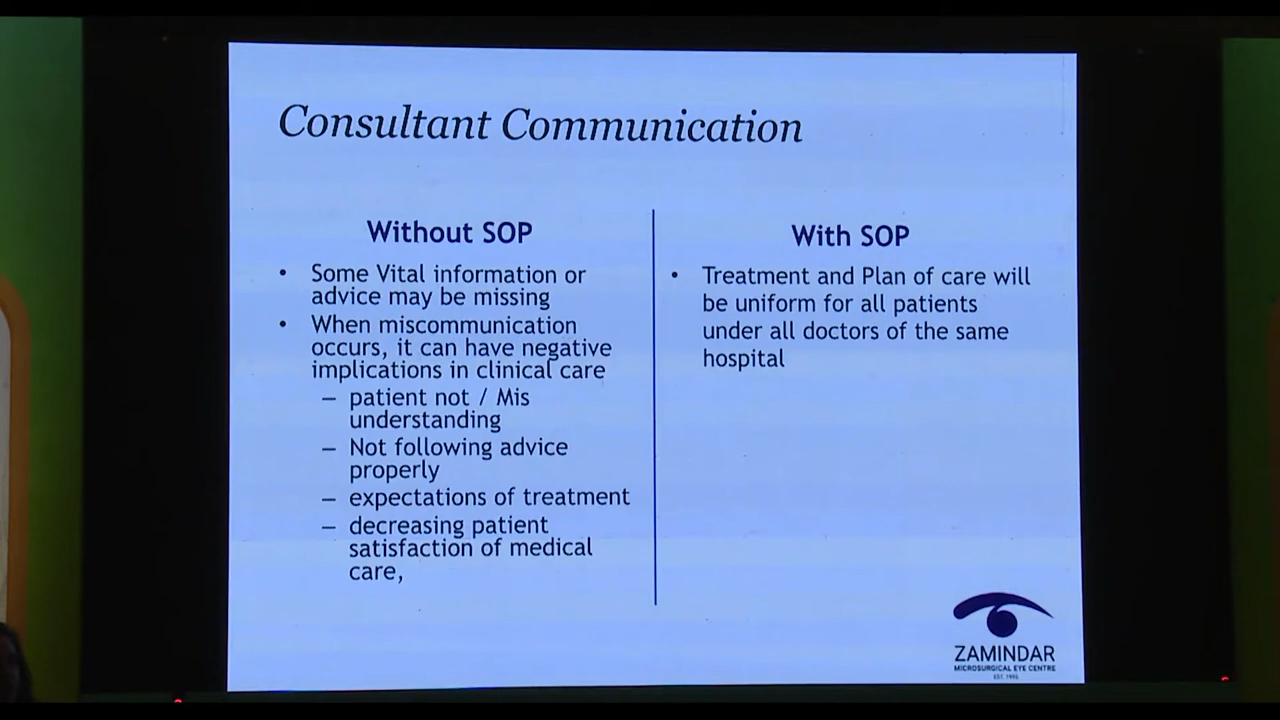 Consultant Communication
Without SOP
• Some Vital information or
advice may be missing
• When miscommunication
occurs, it can have negative
implications in clinical care
– patient not / Mis
understanding
– Not following advice
properly
– expectations of treatment
– decreasing patient
satisfaction of medical
care,
With SOP
• Treatment and Plan of care will
be uniform for all patients
under all doctors of the same
hospital
ZAMINDAR
MICROSURGICAL EYE CENTRE